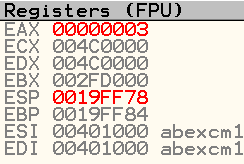 Registers (FPU)
EAX 00000003
ECX 004C0000
EDX 004C0000
EBX 002FD000
ESP 0019FF78
EBP 0019FF84
ESI 00401000 abexcm1
EDI 00401000 abexcm1